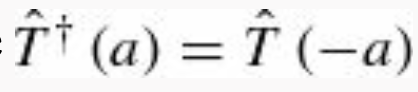 T̂† (a) = T̂ (−a)